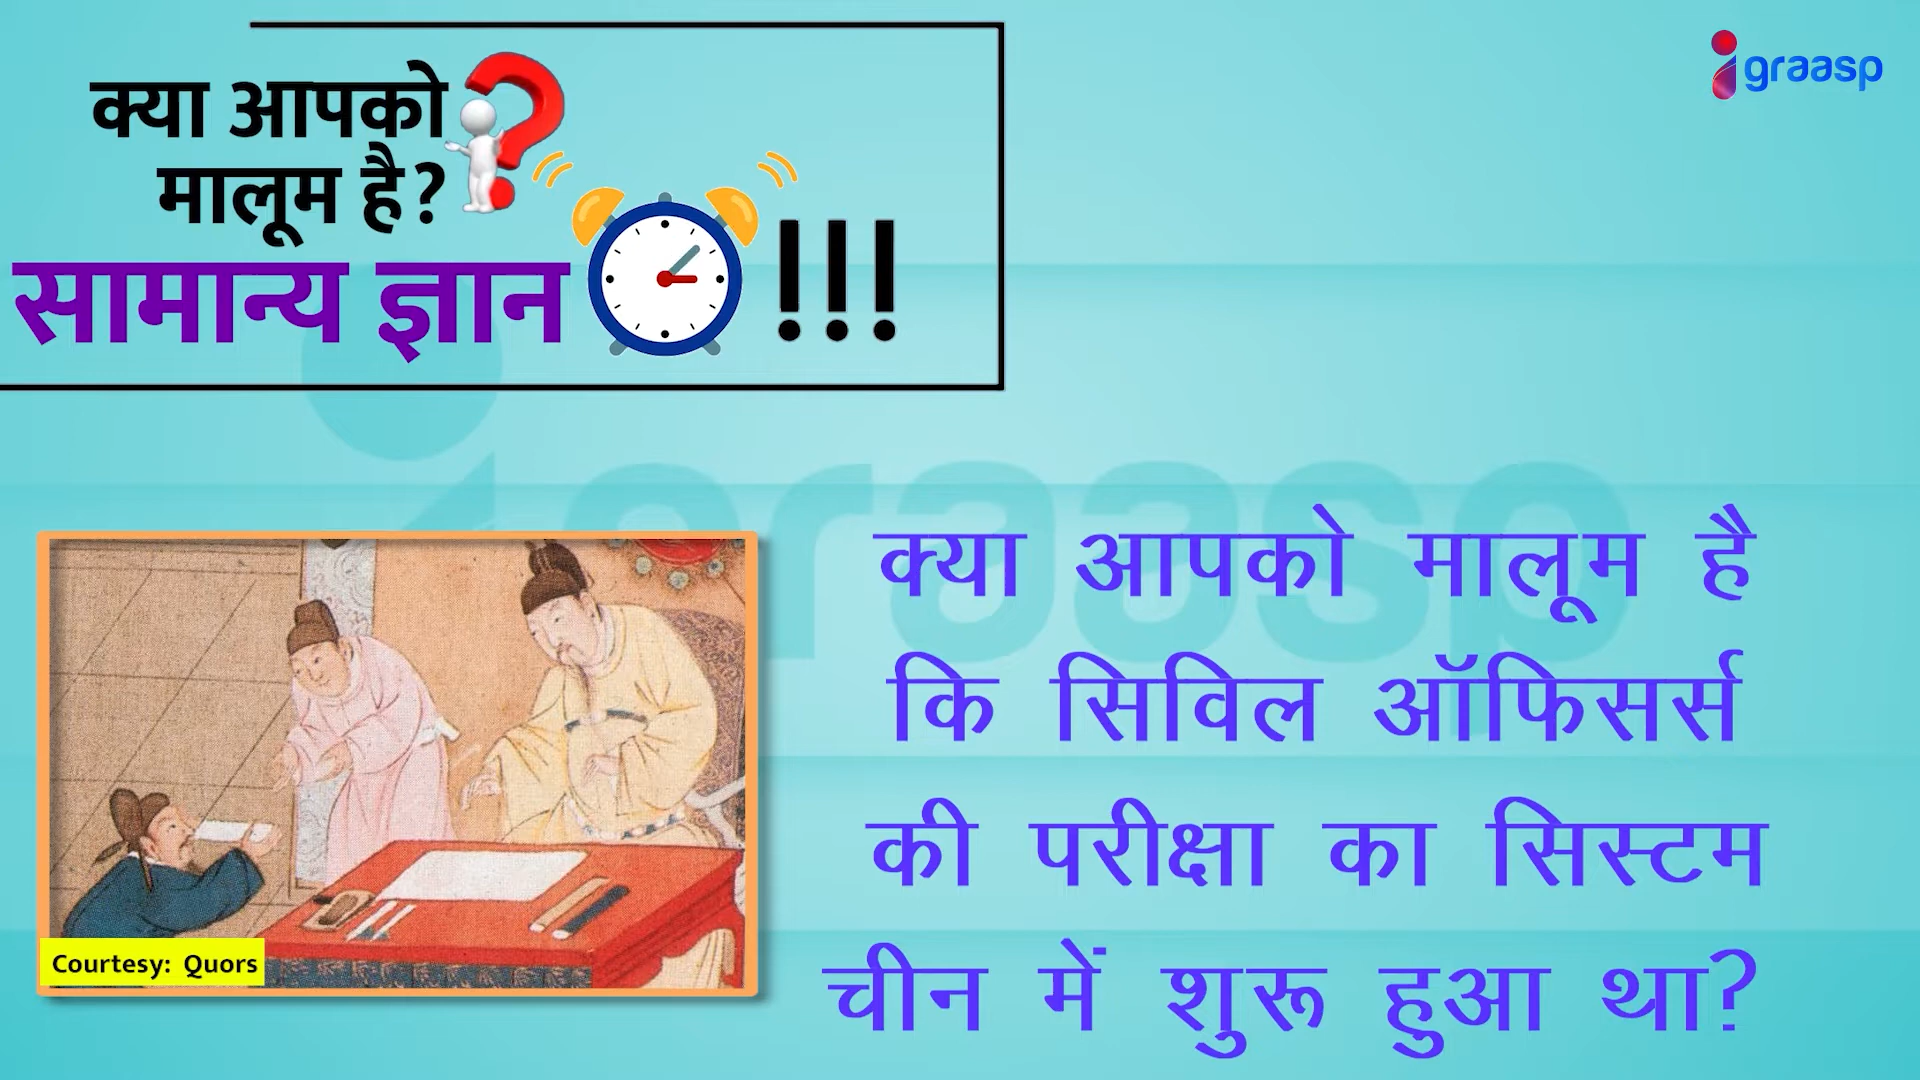 क्या आपको
मालूम है?
सामान्य ज्ञान !!!
graasp
क्या आपको मालूम है
कि सिविल ऑफिसर्स
की परीक्षा का सिस्टम
चीन में शुरू हुआ था?
Courtesy: Quors